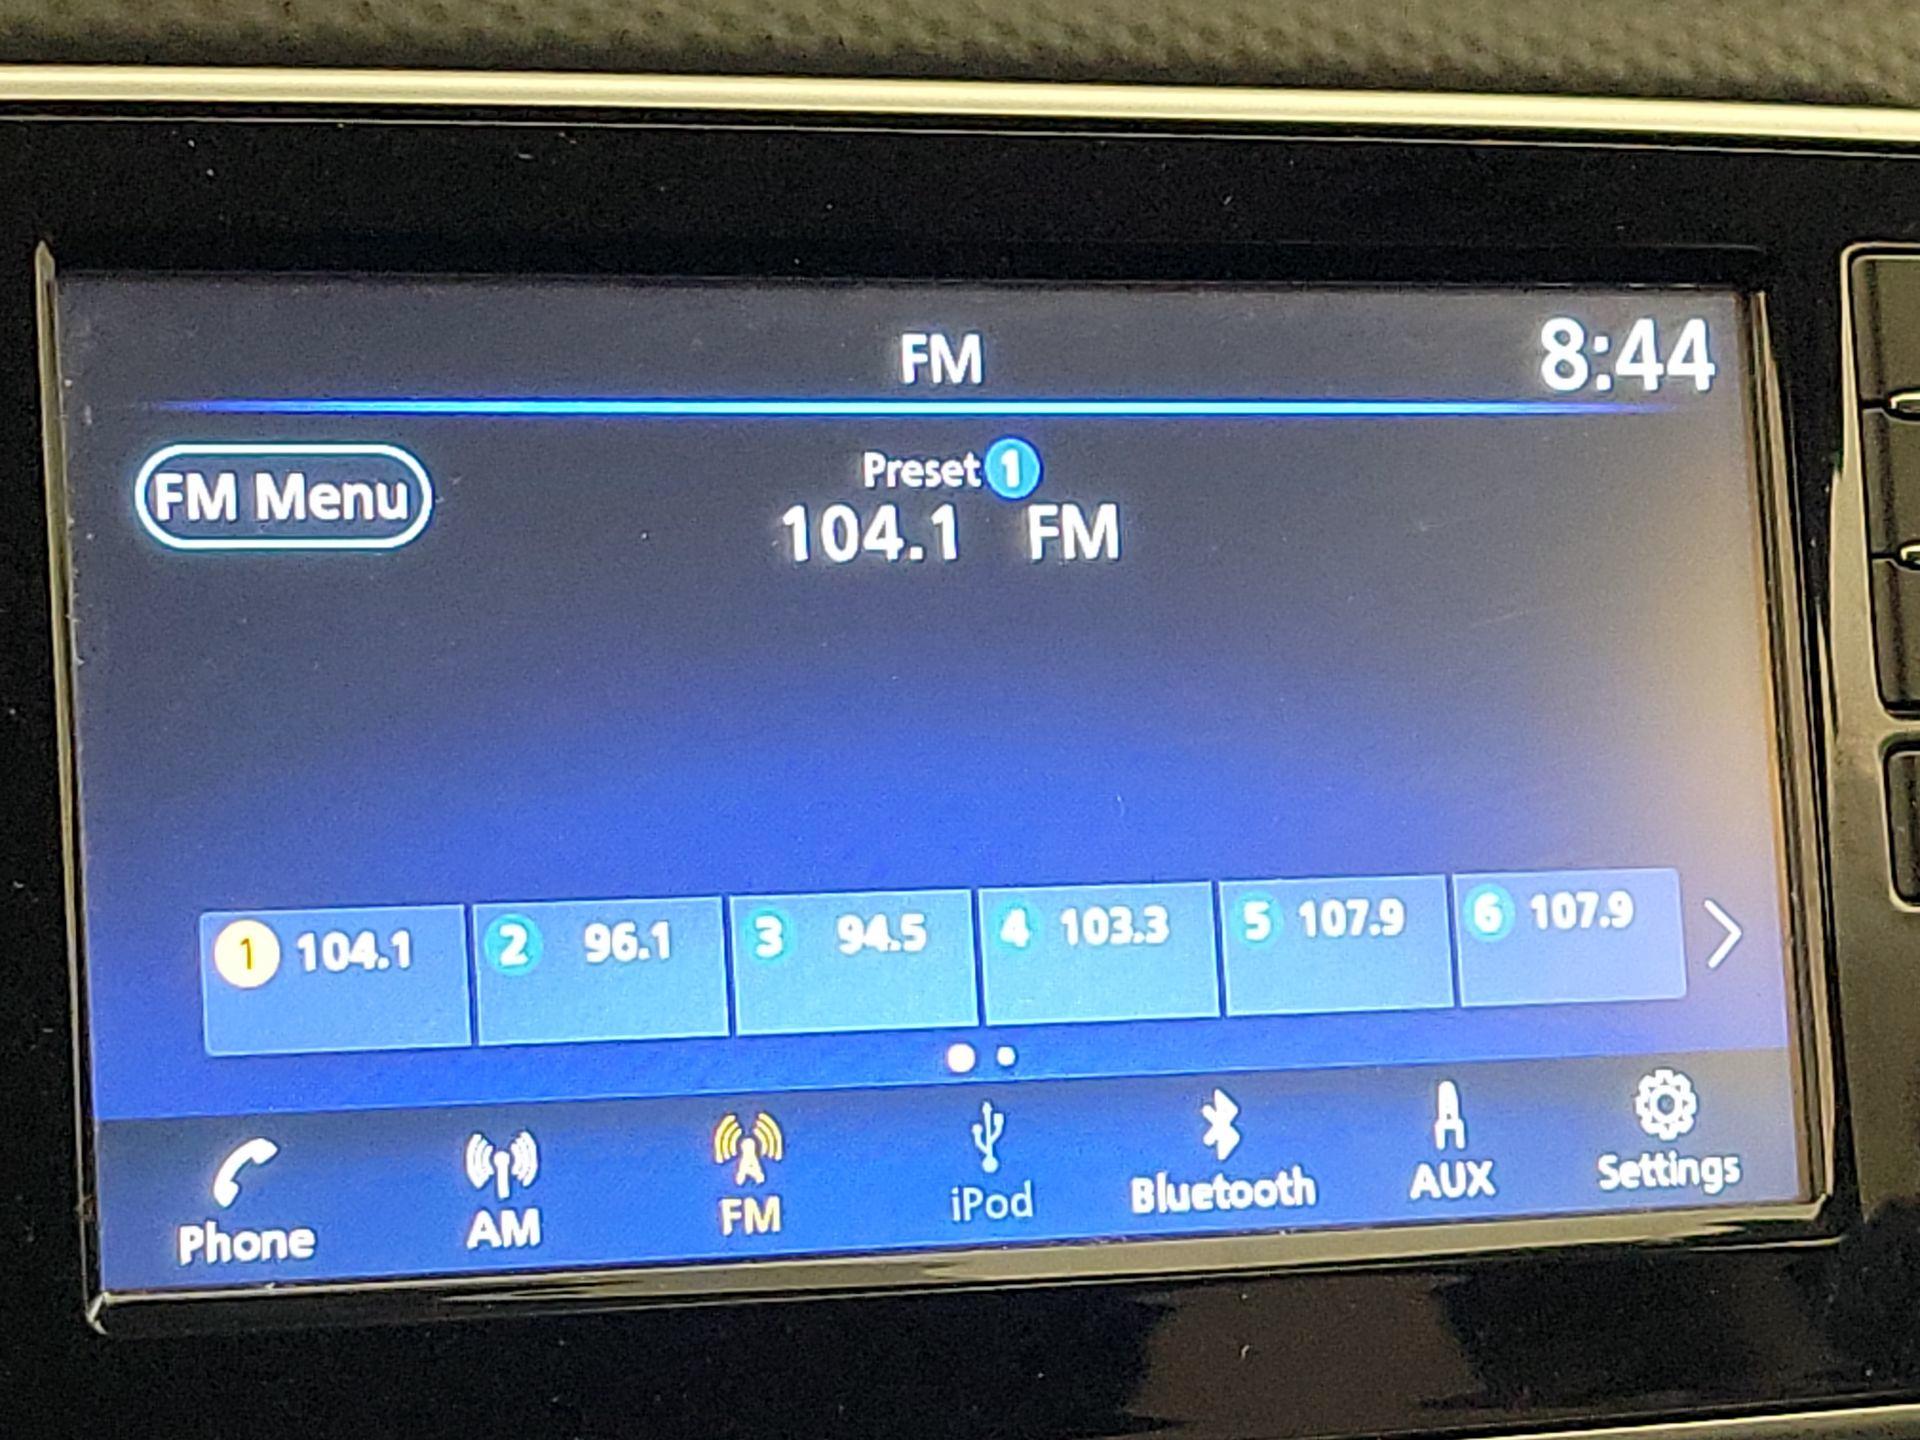 FM 8:44
FM Menu
Preset 1
104.1 FM
1 104.1 2 96.1 3 94.5 4 103.3 5 107.9 6 107.9
Phone AM FM iPod Bluetooth AUX Settings